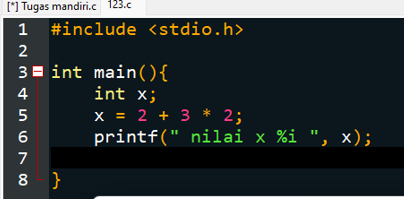 [*] Tugas mandiri.c 123.c
1 #include <stdio.h>
2
3 int main(){
4 int x;
5 x = 2 + 3 * 2;
6 printf(" nilai x %i ", x);
7
8 }